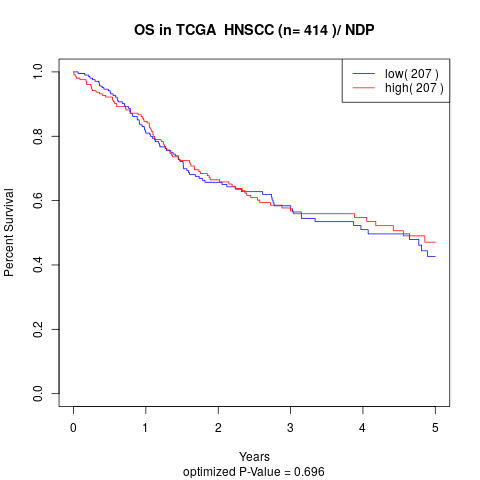 OS in TCGA  HNSCC (n= 414 )/ NDP
low( 207 )
high( 207 )
Percent Survival
1.0
0.8
0.6
0.4
0.2
0.0
0 1 2 3 4 5
Years
optimized P-Value = 0.696